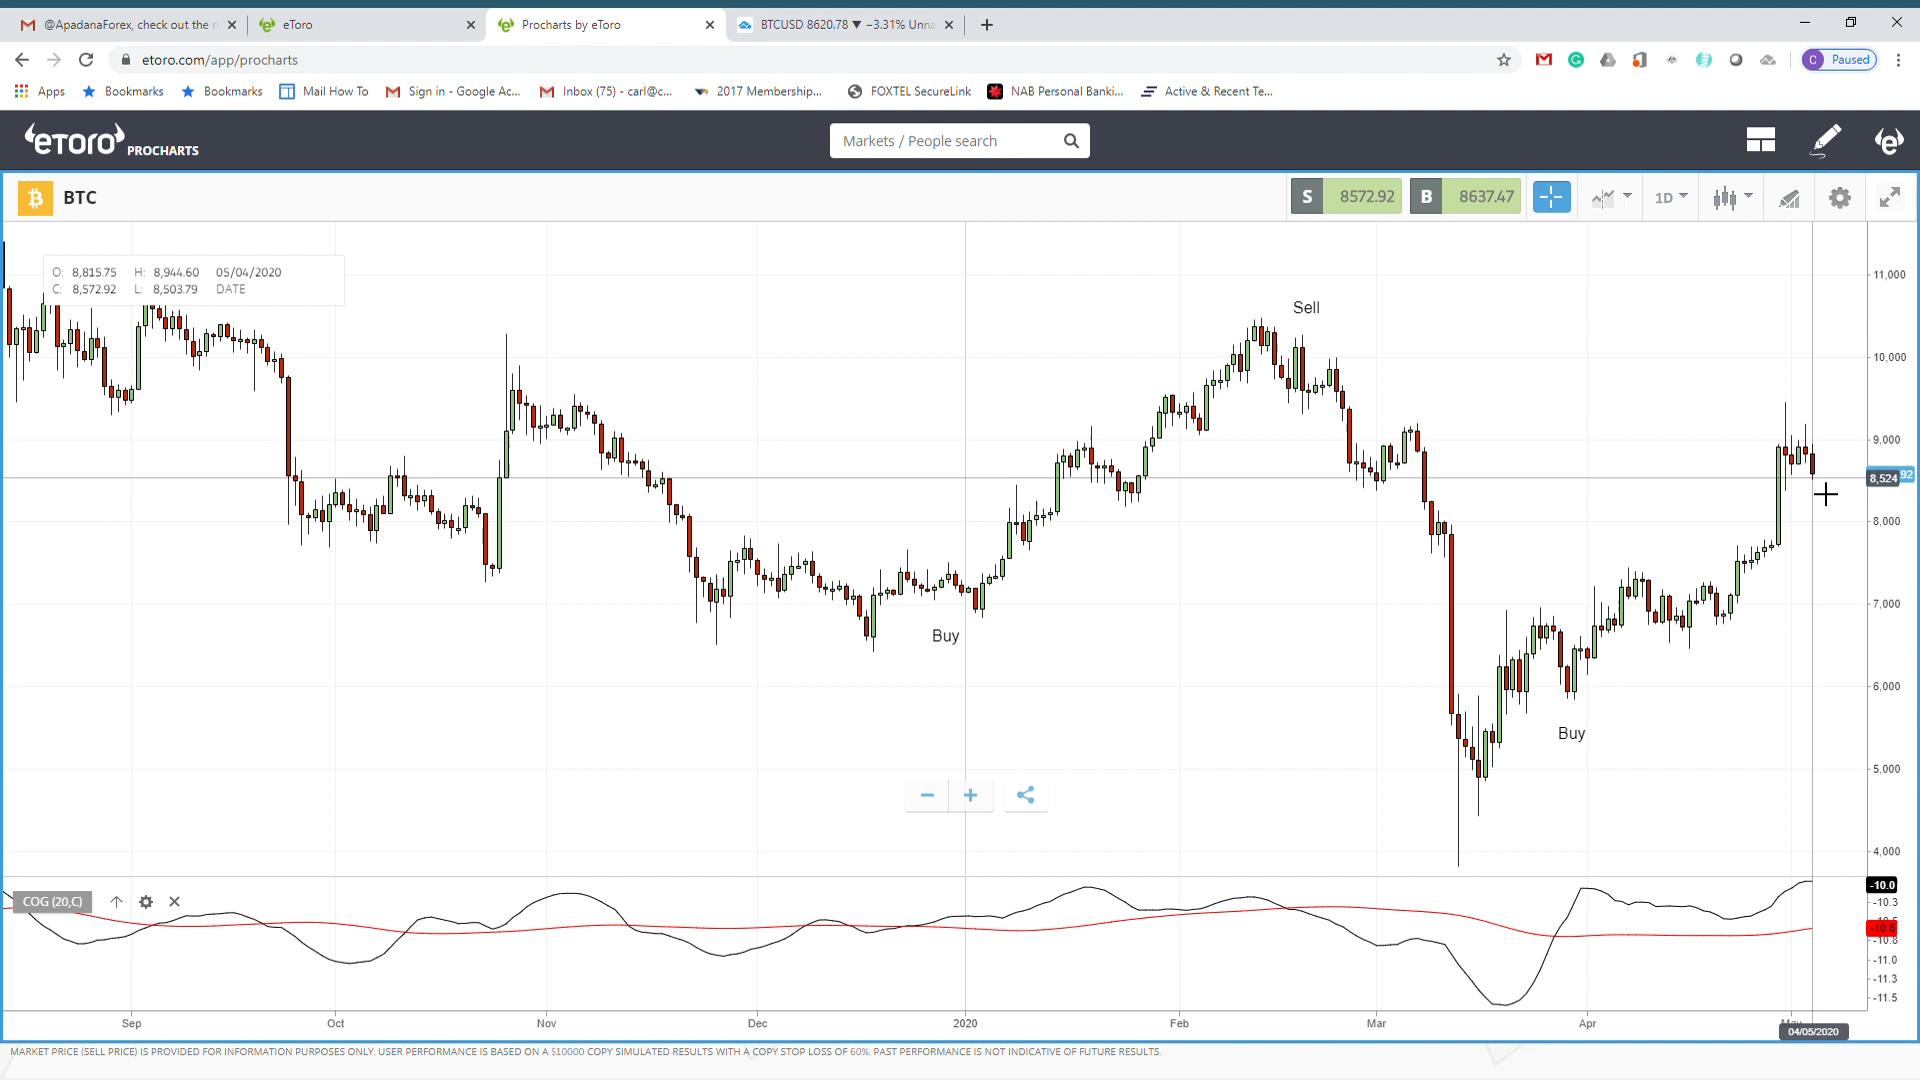 @ApadanaForex, check out the n
eToro
Procharts by eToro
BTCUSD 8620.78 ▼ −3.31% Unna
etoro.com/app/procharts
C Paused
Apps
Bookmarks
Bookmarks
Mail How To
Sign in - Google Ac...
Inbox (75) - carl@c...
2017 Membership...
FOXTEL SecureLink
NAB Personal Banki...
Active & Recent Te...
eToro PROCHARTS
Markets / People search
BTC
S 8572.92
B 8637.47
1D
O: 8,815.75 H: 8,944.60 05/04/2020
C: 8,572.92 L: 8,503.79 DATE
11,000
Sell
10,000
9,000
8,524
92
8,000
7,000
Buy
6,000
Buy
5,000
4,000
COG (20,C)
-10.0
-10.3
-10.6
-10.8
-11.0
-11.3
-11.5
Sep
Oct
Nov
Dec
2020
Feb
Mar
Apr
04/05/2020
MARKET PRICE (SELL PRICE) IS PROVIDED FOR INFORMATION PURPOSES ONLY. USER PERFORMANCE IS BASED ON A $10000 COPY SIMULATED RESULTS WITH A COPY STOP LOSS OF 60%. PAST PERFORMANCE IS NOT INDICATIVE OF FUTURE RESULTS.